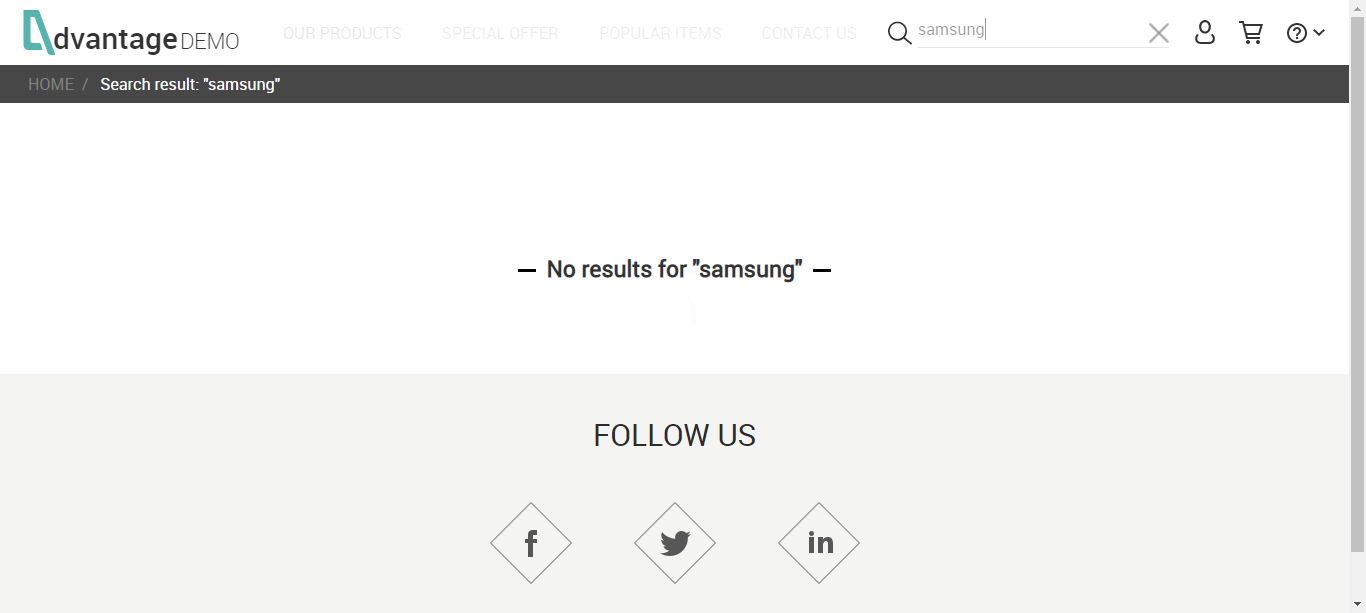 dvantage DEMO OUR PRODUCTS SPECIAL OFFER POPULAR ITEMS CONTACT US samsung
HOME / Search result: "samsung"
No results for "samsung"
FOLLOW US
f in